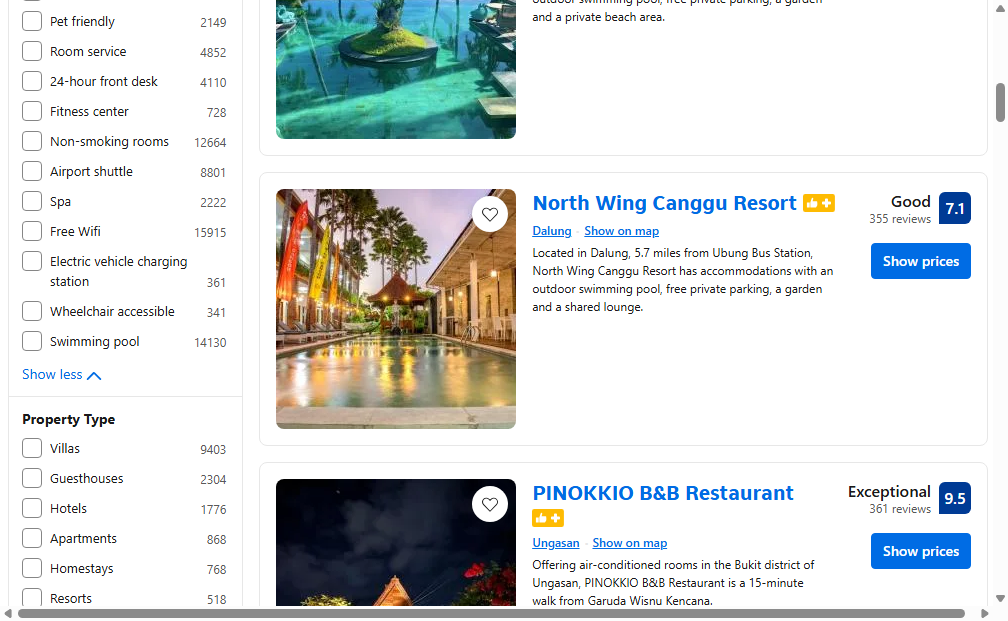 Pet friendly 2149
Room service 4852
24-hour front desk 4110
Fitness center 728
Non-smoking rooms 12664
Airport shuttle 8801
Spa 2222
Free Wifi 15915
Electric vehicle charging
station 361
Wheelchair accessible 341
Swimming pool 14130
Show less
Property Type
Villas 9403
Guesthouses 2304
Hotels 1776
Apartments 868
Homestays 768
Resorts 518
outdoor swimming pool, free private parking, a garden
and a private beach area.
North Wing Canggu Resort
Dalung Show on map
Located in Dalung, 5.7 miles from Ubung Bus Station,
North Wing Canggu Resort has accommodations with an
outdoor swimming pool, free private parking, a garden
and a shared lounge.
Good
355 reviews
7.1
Show prices
PINOKKIO B&B Restaurant
Ungasan Show on map
Offering air-conditioned rooms in the Bukit district of
Ungasan, PINOKKIO B&B Restaurant is a 15-minute
walk from Garuda Wisnu Kencana.
Exceptional
361 reviews
9.5
Show prices